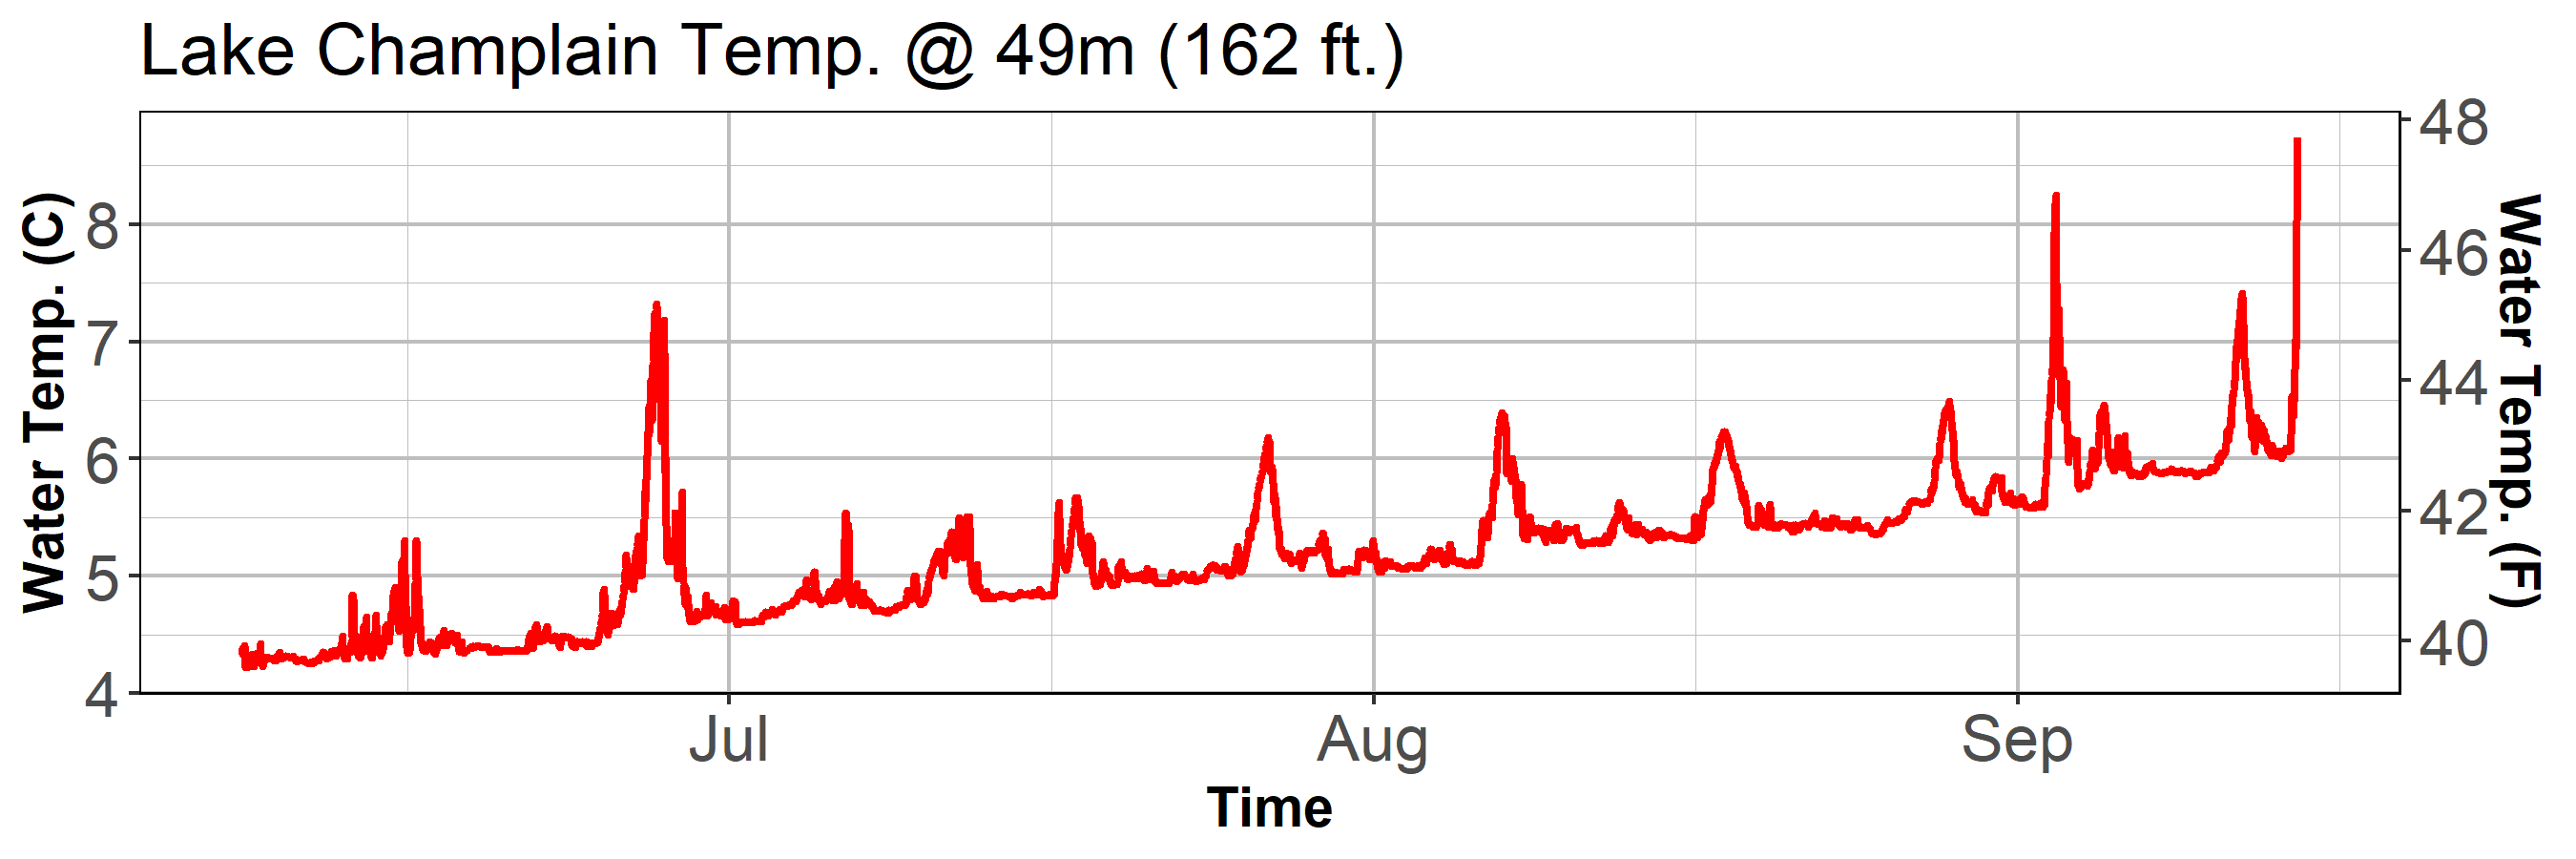 Lake Champlain Temp. @ 49m (162 ft.)
Water Temp. (C)
8
7
6
5
4
48
46
44
42
40
Water Temp. (F)
Jul
Aug
Sep
Time